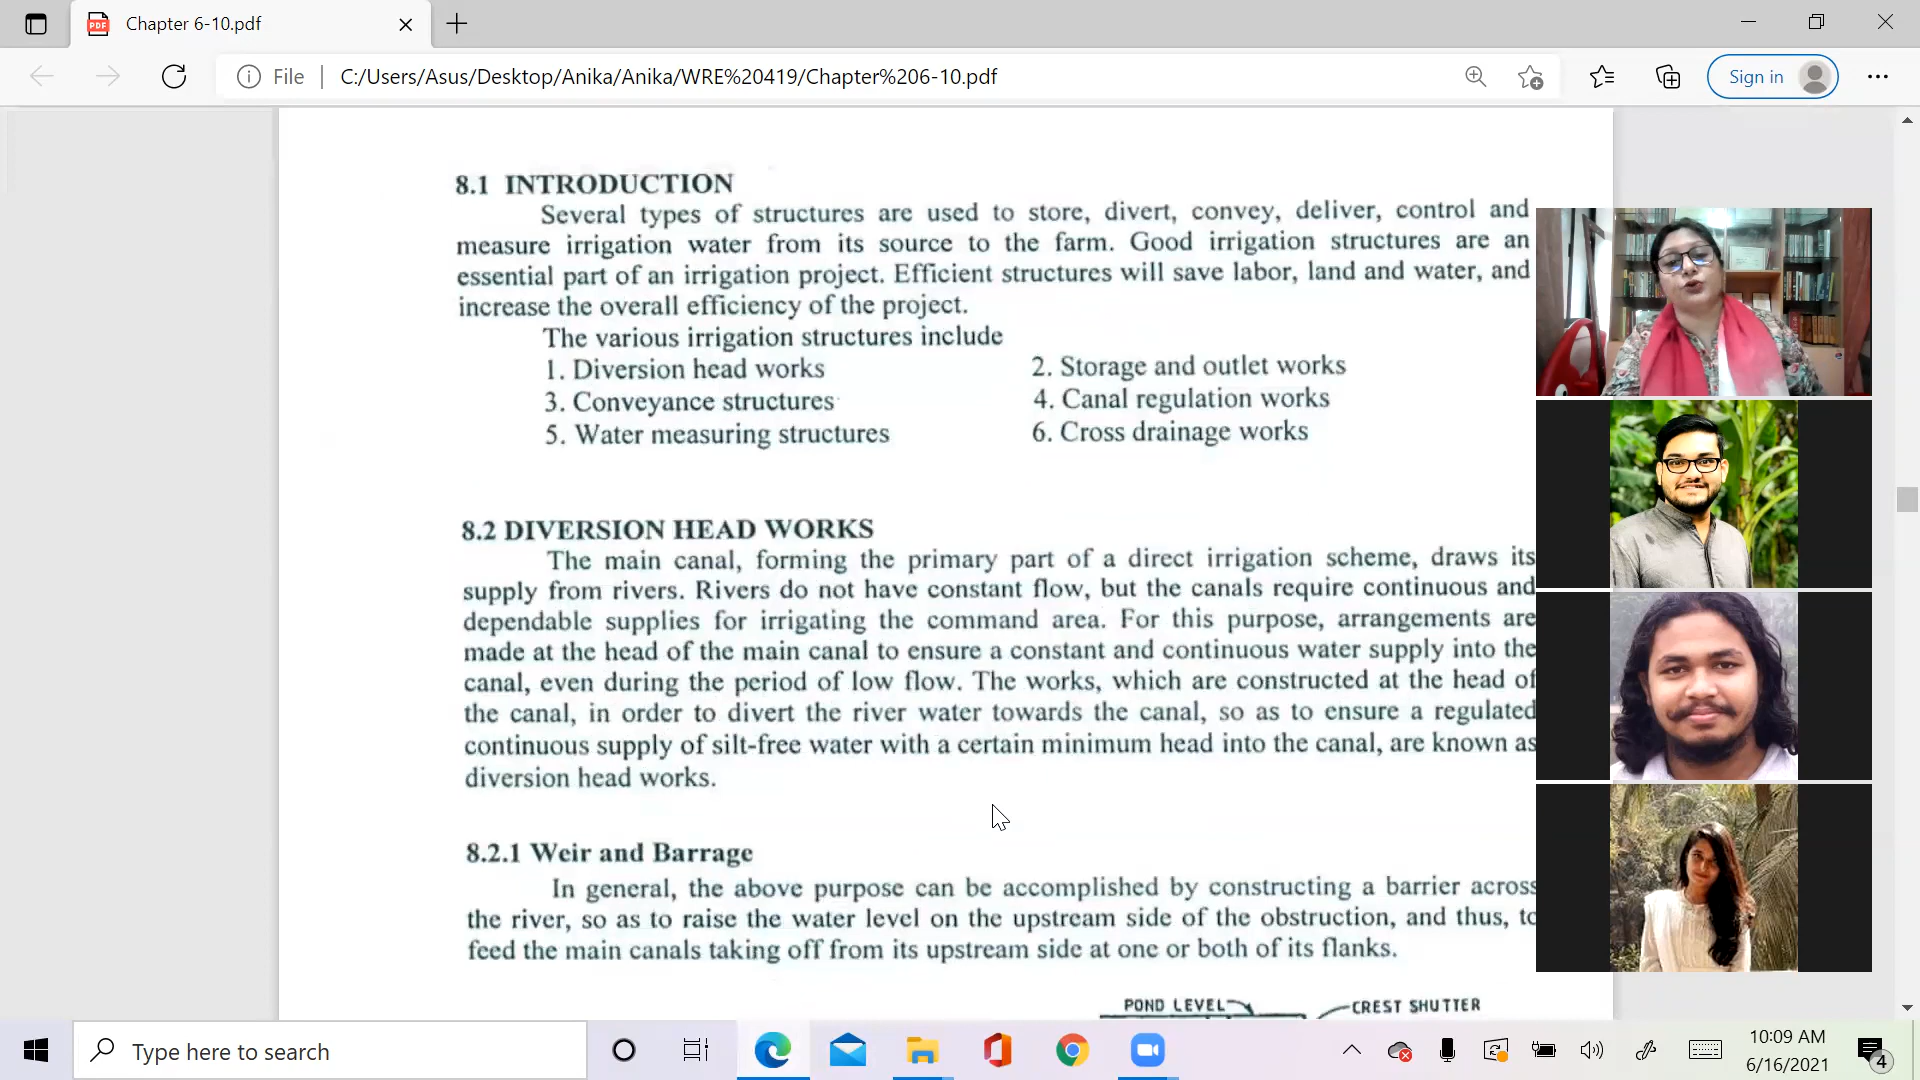 Chapter 6-10.pdf
File
C:/Users/Asus/Desktop/Anika/Anika/WRE%20419/Chapter%206-10.pdf
Sign in
8.1 INTRODUCTION
Several types of structures are used to store, divert, convey, deliver, control and
measure irrigation water from its source to the farm. Good irrigation structures are an
essential part of an irrigation project. Efficient structures will save labor, land and water, and
increase the overall efficiency of the project.
The various irrigation structures include
1. Diversion head works 2. Storage and outlet works
3. Conveyance structures 4. Canal regulation works
5. Water measuring structures 6. Cross drainage works
8.2 DIVERSION HEAD WORKS
The main canal, forming the primary part of a direct irrigation scheme, draws its
supply from rivers. Rivers do not have constant flow, but the canals require continuous and
dependable supplies for irrigating the command area. For this purpose, arrangements are
made at the head of the main canal to ensure a constant and continuous water supply into the
canal, even during the period of low flow. The works, which are constructed at the head of
the canal, in order to divert the river water towards the canal, so as to ensure a regulated
continuous supply of silt-free water with a certain minimum head into the canal, are known as
diversion head works.
8.2.1 Weir and Barrage
In general, the above purpose can be accomplished by constructing a barrier across
the river, so as to raise the water level on the upstream side of the obstruction, and thus, to
feed the main canals taking off from its upstream side at one or both of its flanks.
POND LEVEL CREST SHUTTER
Type here to search
10:09 AM
6/16/2021
4